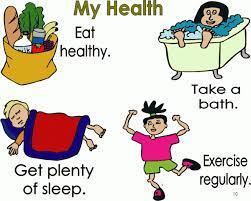 My Health
Eat
healthy.
Take a
bath.
Get plenty
of sleep.
Exercise
regularly.